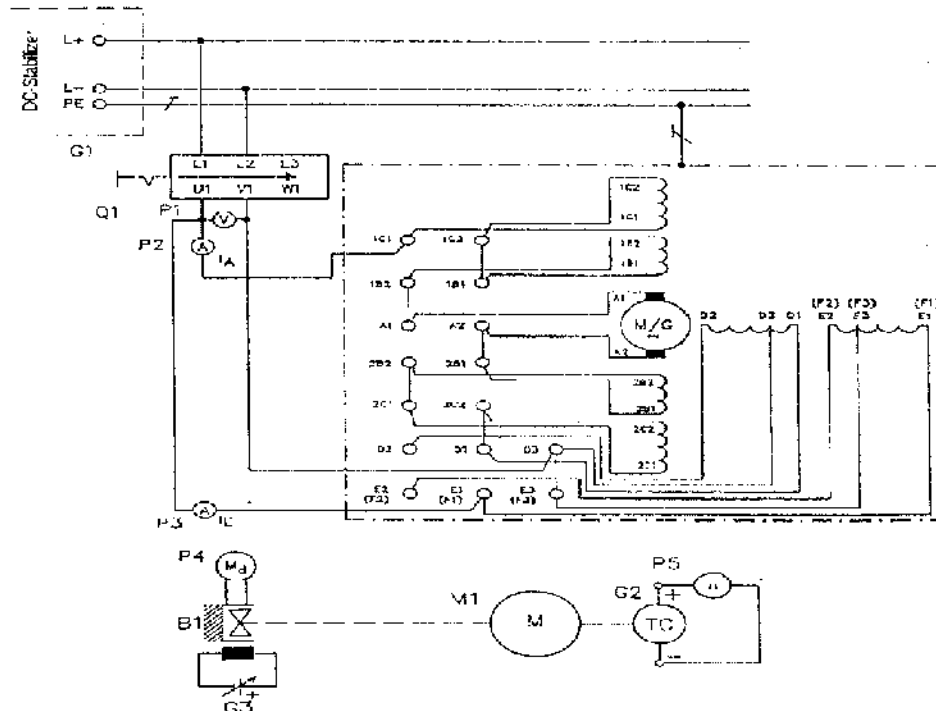 DC-Stabilizer
L+
L-
PE
G1
L1 L2 L3
U1 V1 W1
Q1
P1
V
P2
A
IA
1C2
1C1
1C1 1C2
1B2
1B1
1B2 1B1
A1
A1 A2
M/G
A2
D2 D3 D1
(F2) (F3) (F1)
E2 E3 E1
2B2 2B1
2B2
2B1
2C1 2C2
2C2
2C1
D2 D1 D3
E2 E1 E3
(F2) (F1)
P3
A
P4
Md
B1
G3
+
M1
M
P5
G2
+
TG